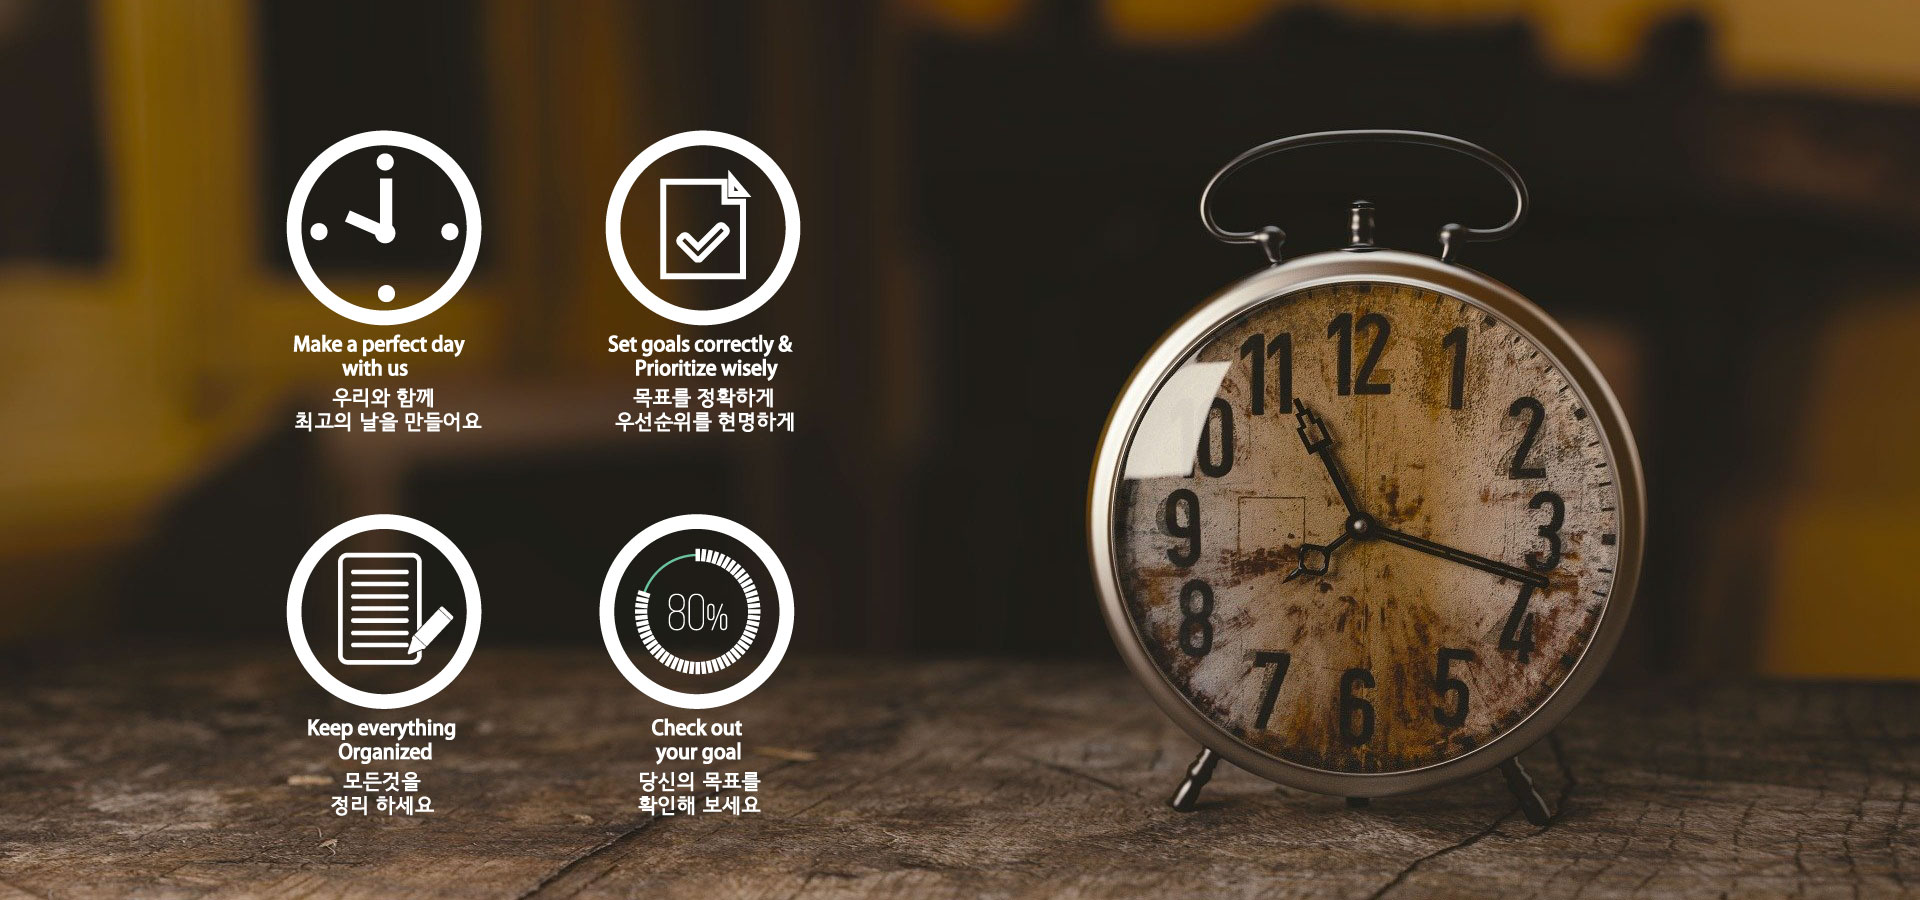 Make a perfect day
with us
우리와 함께
최고의 날을 만들어요
Set goals correctly &
Prioritize wisely
목표를 정확하게
우선순위를 현명하게
Keep everything
Organized
모든것을
정리 하세요
80%
Check out
your goal
당신의 목표를
확인해 보세요
11 12 1
10 2
9 3
8 4
7 6 5